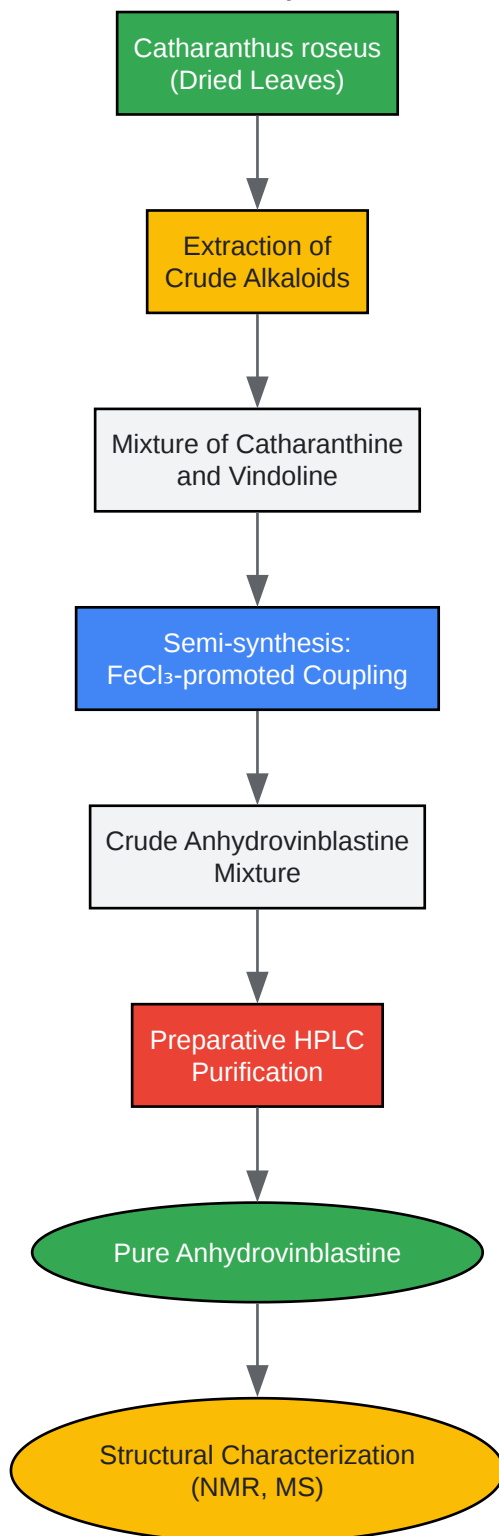 Catharanthus roseus
(Dried Leaves)
Extraction of
Crude Alkaloids
Mixture of Catharanthine
and Vindoline
Semi-synthesis:
FeCl₃-promoted Coupling
Crude Anhydrovinblastine
Mixture
Preparative HPLC
Purification
Pure Anhydrovinblastine
Structural Characterization
(NMR, MS)